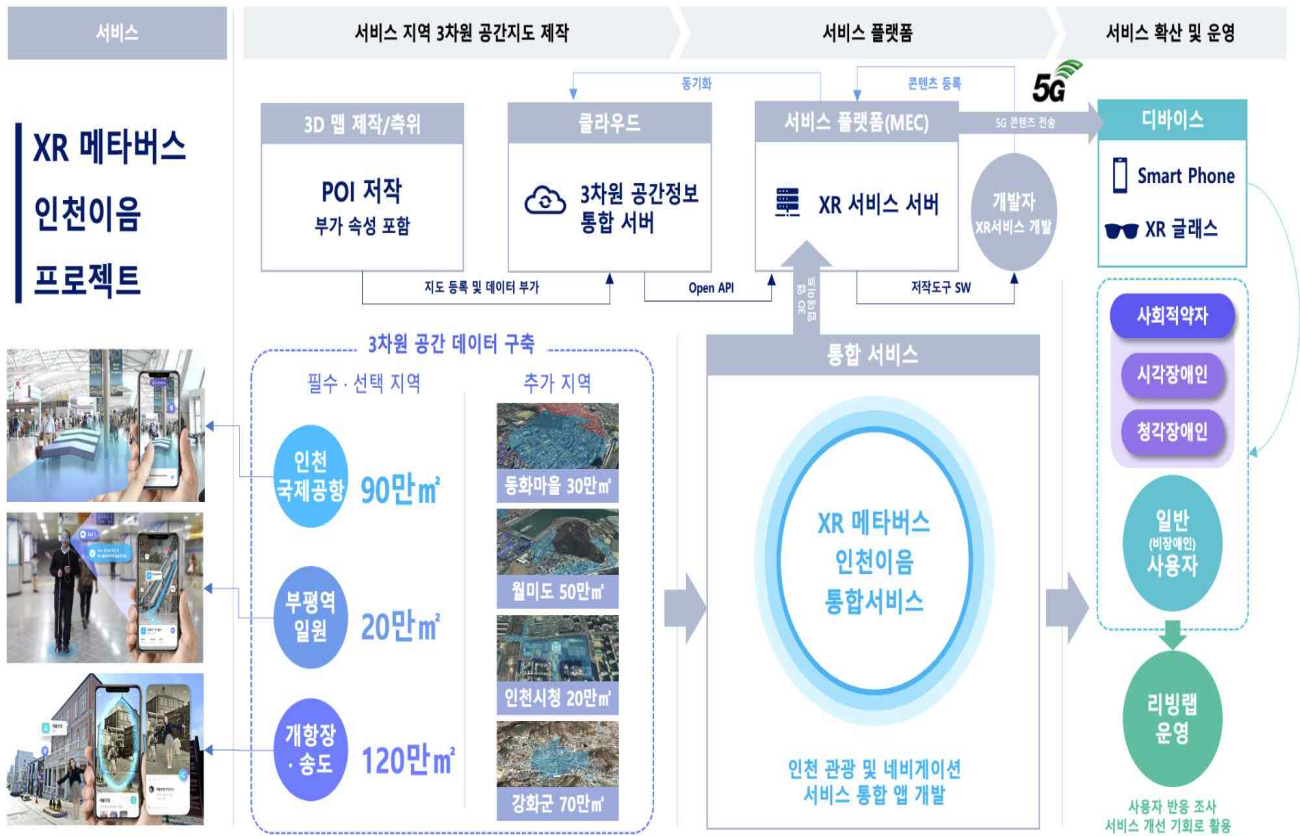 서비스
서비스 지역 3차원 공간지도 제작
서비스 플랫폼
서비스 확산 및 운영
XR 메타버스
인천이음
프로젝트
동기화
콘텐츠 등록
5G
3D 맵 제작/측위
POI 저작
부가 속성 포함
클라우드
3차원 공간정보
통합 서버
서비스 플랫폼(MEC)
XR 서비스 서버
5G 콘텐츠 전송
개발자
XR서비스 개발
디바이스
Smart Phone
XR 글래스
지도 등록 및 데이터 부가
Open API
저작도구 SW
3D 맵
업데이트
3차원 공간 데이터 구축
필수 · 선택 지역
추가 지역
인천
국제공항
90만㎡
부평역
일원
20만㎡
개항장
· 송도
120만㎡
동화마을 30만㎡
월미도 50만㎡
인천시청 20만㎡
강화군 70만㎡
통합 서비스
XR 메타버스
인천이음
통합서비스
인천 관광 및 네비게이션
서비스 통합 앱 개발
사회적약자
시각장애인
청각장애인
일반
(비장애인)
사용자
리빙랩
운영
사용자 반응 조사
서비스 개선 기회로 활용